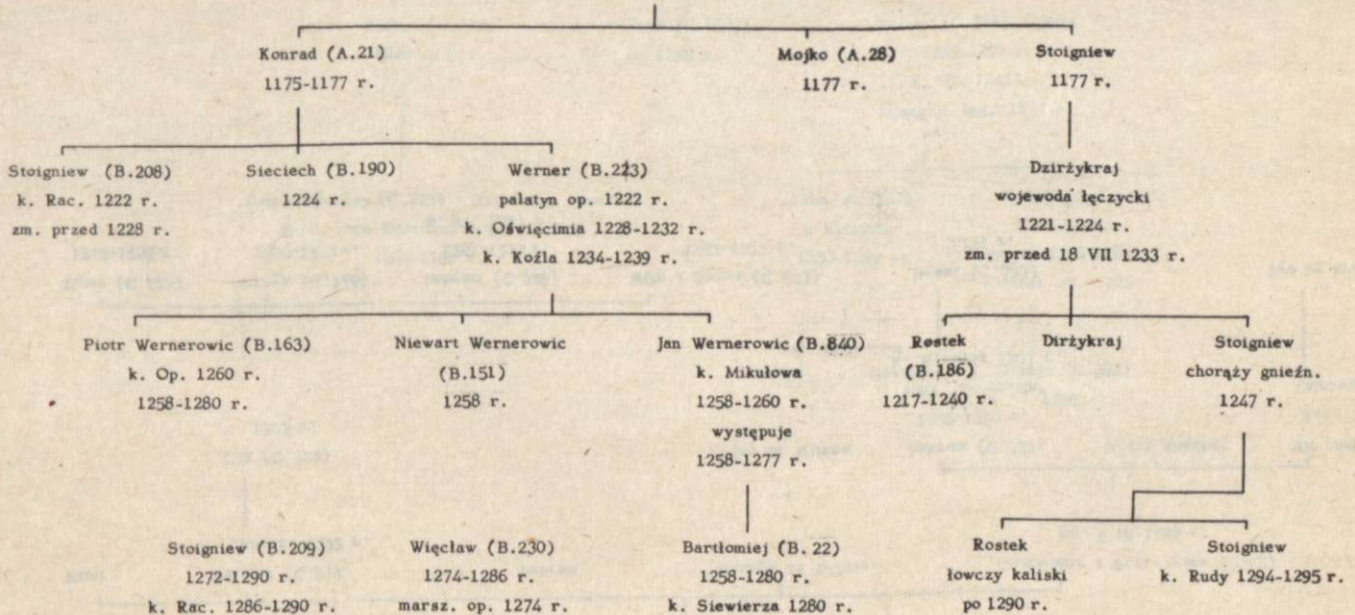 Konrad (A.21) Mojko (A.28) Stoigniew
1175-1177 r. 1177 r. 1177 r.
Stoigniew (B.208) Sieciech (B.190) Werner (B.223) Dzirżykraj
k. Rac. 1222 r. 1224 r. palatyn op. 1222 r. wojewoda łęczycki
zm. przed 1228 r. k. Oświęcimia 1228-1232 r. 1221-1224 r.
k. Koźla 1234-1239 r. zm. przed 18 VII 1233 r.
Piotr Wernerowic (B.163) Niewart Wernerowic Jan Wernerowic (B.840) Rostek Dirżykraj Stoigniew
k. Op. 1260 r. (B.151) k. Mikułowa (B.186) chorąży gnieźn.
1258-1280 r. 1258 r. 1258-1260 r. 1217-1240 r. 1247 r.
występuje
1258-1277 r.
Stoigniew (B.209) Więcław (B.230) Bartłomiej (B.22) Rostek Stoigniew
1272-1290 r. 1274-1286 r. 1258-1280 r. łowczy kaliski k. Rudy 1294-1295 r.
k. Rac. 1286-1290 r. marsz. op. 1274 r. k. Siewierza 1280 r. po 1290 r.